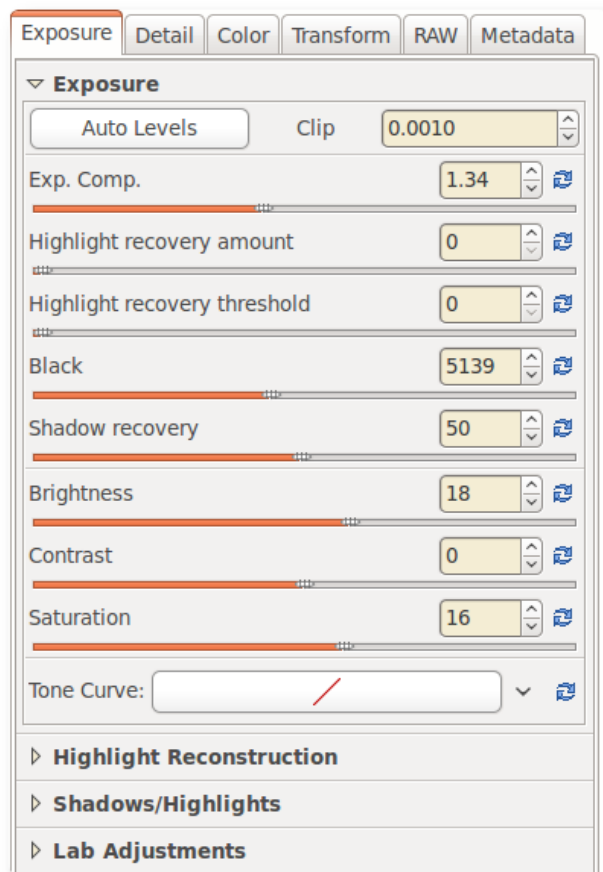 Exposure Detail Color Transform RAW Metadata
Exposure
Auto Levels Clip 0.0010
Exp. Comp. 1.34
Highlight recovery amount 0
Highlight recovery threshold 0
Black 5139
Shadow recovery 50
Brightness 18
Contrast 0
Saturation 16
Tone Curve:
Highlight Reconstruction
Shadows/Highlights
Lab Adjustments